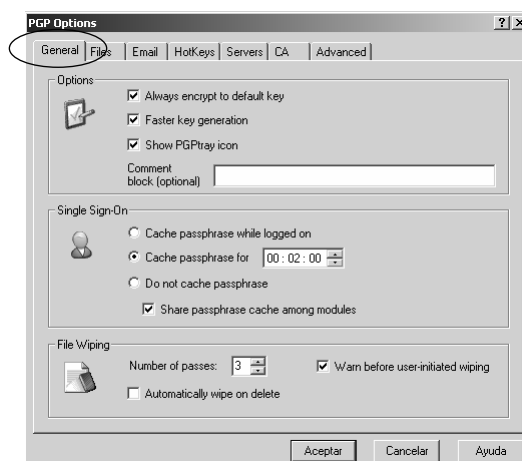 PGP Options
General Files Email HotKeys Servers CA Advanced
Options
Always encrypt to default key
Faster key generation
Show PGPtray icon
Comment
block (optional)
Single Sign-On
Cache passphrase while logged on
Cache passphrase for 00 : 02 : 00
Do not cache passphrase
Share passphrase cache among modules
File Wiping
Number of passes: 3 Warn before user-initiated wiping
Automatically wipe on delete
Aceptar Cancelar Ayuda